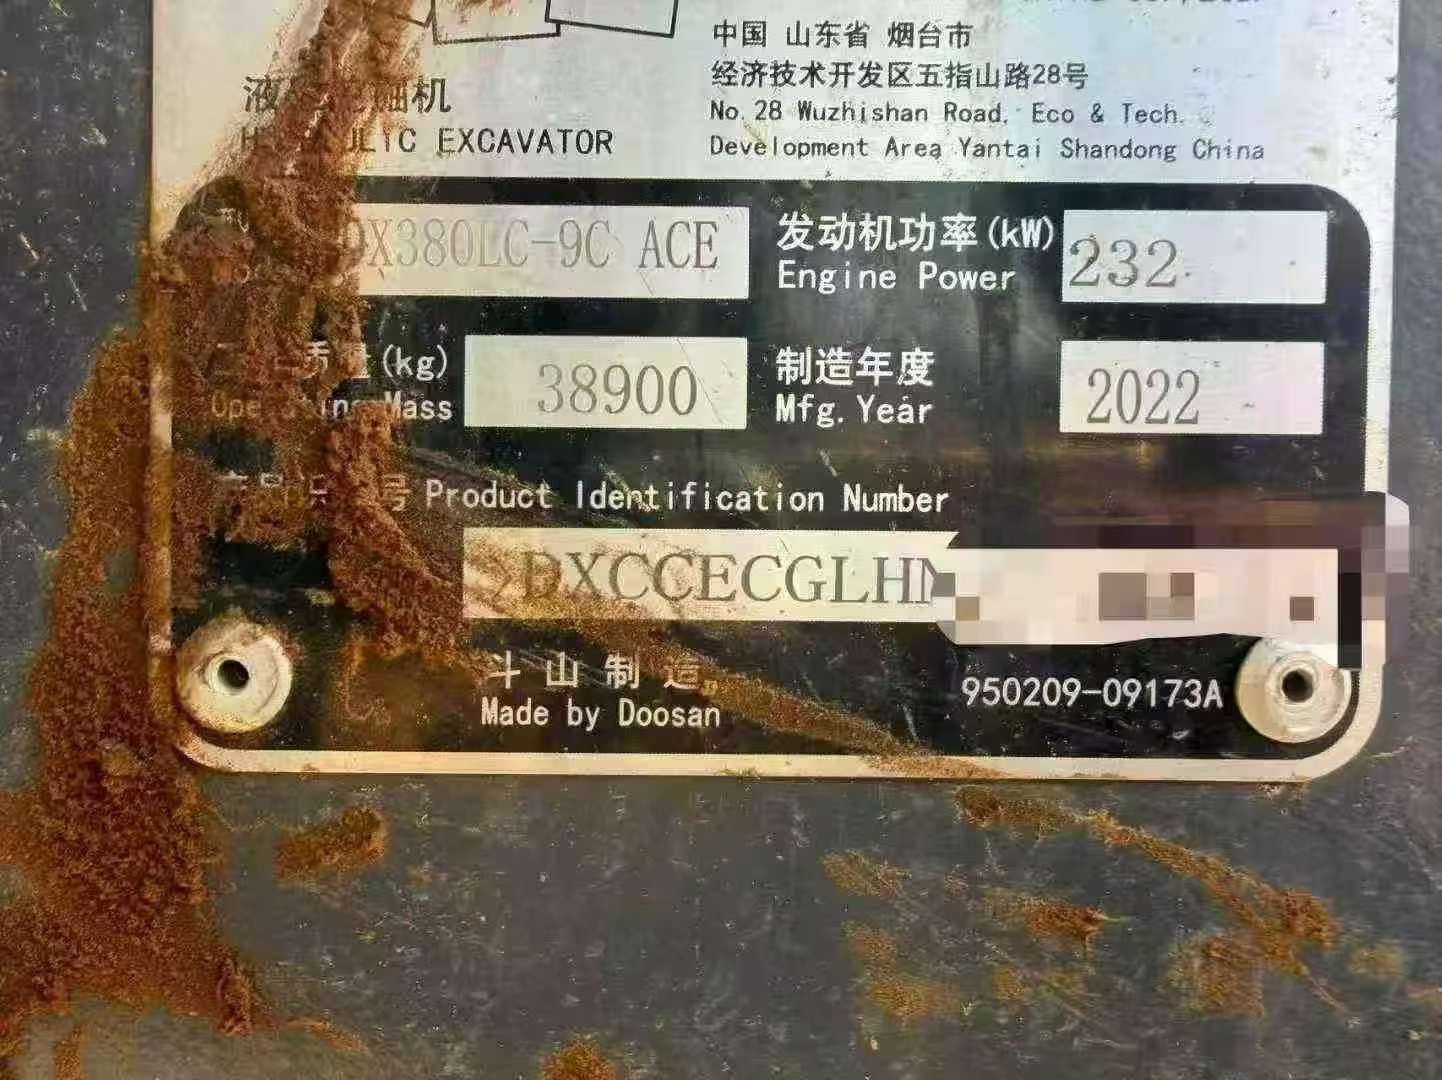 中国 山东省 烟台市
经济技术开发区五指山路28号
No.28 Wuzhishan Road, Eco & Tech.
Development Area Yantai Shandong China
机
EXCAVATOR
DX380LC-9C ACE
发动机功率(kW)
Engine Power
232
(kg)
Operating Mass
38900
制造年度
Mfg.Year
2022
Product Identification Number
DXCCECGLH
斗山制造
Made by Doosan
950209-09173A